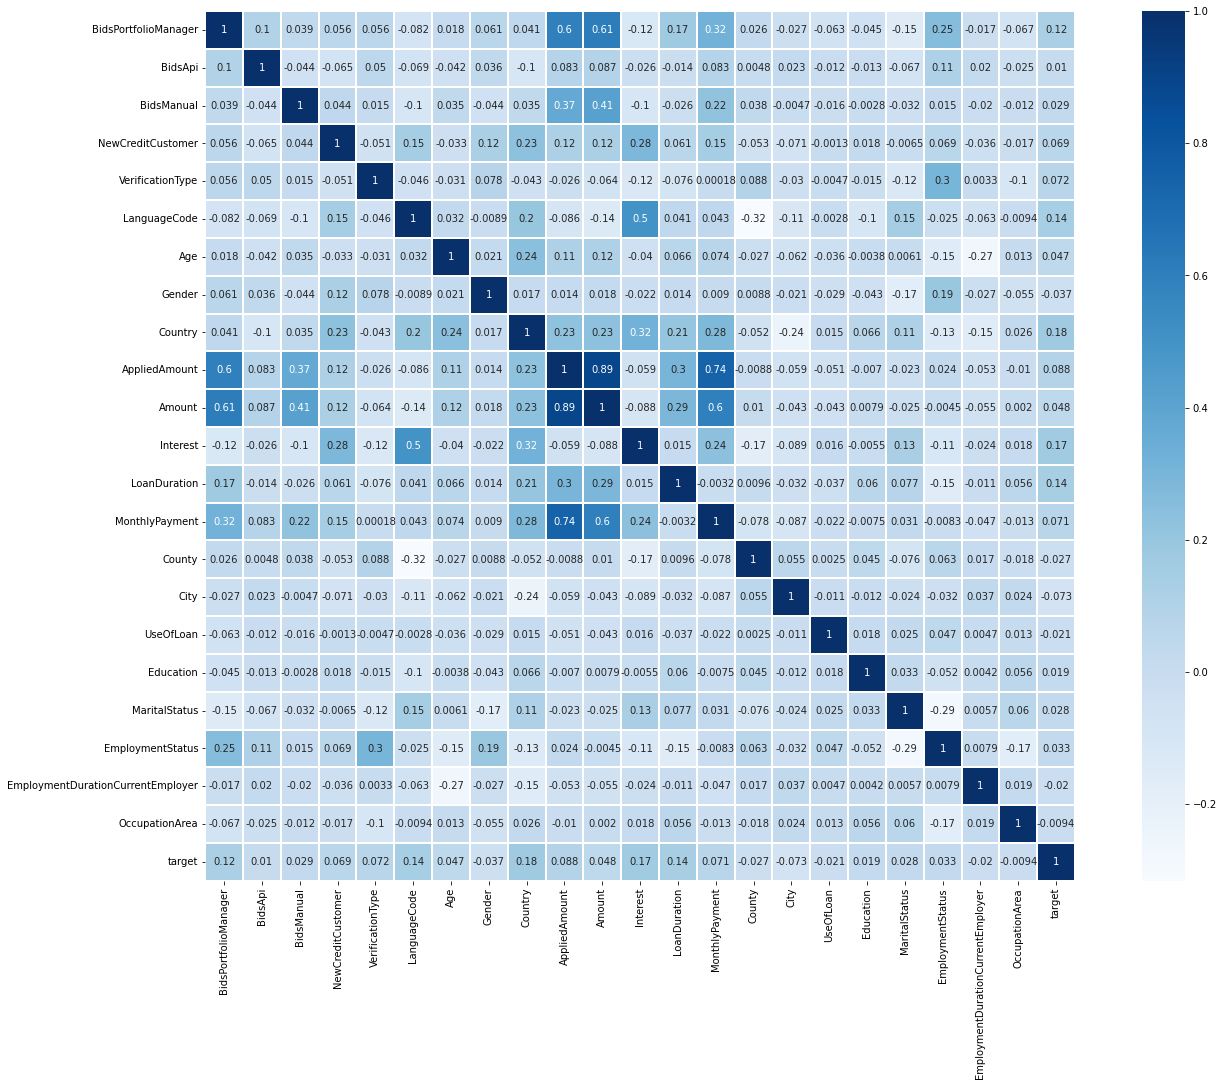 BidsPortfolioManager 1 0.1 0.039 0.056 0.056 -0.082 0.018 0.061 0.041 0.6 0.61 -0.12 0.17 0.32 0.026 -0.027 -0.063 -0.045 -0.15 0.25 -0.017 -0.067 0.12
BidsApi 0.1 1 -0.044 -0.065 0.05 -0.069 -0.042 0.036 -0.1 0.083 0.087 -0.026 -0.014 0.083 0.0048 0.023 -0.012 -0.013 -0.067 0.11 0.02 -0.025 0.01
BidsManual 0.039 -0.044 1 0.044 0.015 -0.1 0.035 -0.044 0.035 0.37 0.41 -0.1 -0.026 0.22 0.038 -0.0047 -0.016 -0.0028 -0.032 0.015 -0.02 -0.012 0.029
NewCreditCustomer 0.056 -0.065 0.044 1 -0.051 0.15 -0.033 0.12 0.23 0.12 0.12 0.28 0.061 0.15 -0.053 -0.071 -0.0013 0.018 -0.0065 0.069 -0.036 -0.017 0.069
VerificationType 0.056 0.05 0.015 -0.051 1 -0.046 -0.031 0.078 -0.043 -0.026 -0.064 -0.12 -0.076 0.00018 0.088 -0.03 -0.0047 -0.015 -0.12 0.3 0.0033 -0.1 0.072
LanguageCode -0.082 -0.069 -0.1 0.15 -0.046 1 0.032 -0.0089 0.2 -0.086 -0.14 0.5 0.041 0.043 -0.32 -0.11 -0.0028 -0.1 0.15 -0.025 -0.063 -0.0094 0.14
Age 0.018 -0.042 0.035 -0.033 -0.031 0.032 1 0.021 0.24 0.11 0.12 -0.04 0.066 0.074 -0.027 -0.062 -0.036 -0.0038 0.0061 -0.15 -0.27 0.013 0.047
Gender 0.061 0.036 -0.044 0.12 0.078 -0.0089 0.021 1 0.017 0.014 0.018 -0.022 0.014 0.009 0.0088 -0.021 -0.029 -0.043 -0.17 0.19 -0.027 -0.055 -0.037
Country 0.041 -0.1 0.035 0.23 -0.043 0.2 0.24 0.017 1 0.23 0.23 0.32 0.21 0.28 -0.052 -0.24 0.015 0.066 0.11 -0.13 -0.15 0.026 0.18
AppliedAmount 0.6 0.083 0.37 0.12 -0.026 -0.086 0.11 0.014 0.23 1 0.89 -0.059 0.3 0.74 -0.0088 -0.059 -0.051 -0.007 -0.023 0.024 -0.053 -0.01 0.088
Amount 0.61 0.087 0.41 0.12 -0.064 -0.14 0.12 0.018 0.23 0.89 1 -0.088 0.29 0.6 0.01 -0.043 -0.043 0.0079 -0.025 -0.0045 -0.055 0.002 0.048
Interest -0.12 -0.026 -0.1 0.28 -0.12 0.5 -0.04 -0.022 0.32 -0.059 -0.088 1 0.015 0.24 -0.17 -0.089 0.016 -0.0055 0.13 -0.11 -0.024 0.018 0.17
LoanDuration 0.17 -0.014 -0.026 0.061 -0.076 0.041 0.066 0.014 0.21 0.3 0.29 0.015 1 -0.0032 0.0096 -0.032 -0.037 0.06 0.077 -0.15 -0.011 0.056 0.14
MonthlyPayment 0.32 0.083 0.22 0.15 0.00018 0.043 0.074 0.009 0.28 0.74 0.6 0.24 -0.0032 1 -0.078 -0.087 -0.022 -0.0075 0.031 -0.0083 -0.047 -0.013 0.071
County 0.026 0.0048 0.038 -0.053 0.088 -0.32 -0.027 0.0088 -0.052 -0.0088 0.01 -0.17 0.0096 -0.078 1 0.055 0.0025 0.045 -0.076 0.063 0.017 -0.018 -0.027
City -0.027 0.023 -0.0047 -0.071 -0.03 -0.11 -0.062 -0.021 -0.24 -0.059 -0.043 -0.089 -0.032 -0.087 0.055 1 -0.011 -0.012 -0.024 -0.032 0.037 0.024 -0.073
UseOfLoan -0.063 -0.012 -0.016 -0.0013 -0.0047 -0.0028 -0.036 -0.029 0.015 -0.051 -0.043 0.016 -0.037 -0.022 0.0025 -0.011 1 0.018 0.025 0.047 0.0047 0.013 -0.021
Education -0.045 -0.013 -0.0028 0.018 -0.015 -0.1 -0.0038 -0.043 0.066 -0.007 0.0079 -0.0055 0.06 -0.0075 0.045 -0.012 0.018 1 0.033 -0.052 0.0042 0.056 0.019
MaritalStatus -0.15 -0.067 -0.032 -0.0065 -0.12 0.15 0.0061 -0.17 0.11 -0.023 -0.025 0.13 0.077 0.031 -0.076 -0.024 0.025 0.033 1 -0.29 0.0057 0.06 0.028
EmploymentStatus 0.25 0.11 0.015 0.069 0.3 -0.025 -0.15 0.19 -0.13 0.024 -0.0045 -0.11 -0.15 -0.0083 0.063 -0.032 0.047 -0.052 -0.29 1 0.0079 -0.17 0.033
EmploymentDurationCurrentEmployer -0.017 0.02 -0.02 -0.036 0.0033 -0.063 -0.27 -0.027 -0.15 -0.053 -0.055 -0.024 -0.011 -0.047 0.017 0.037 0.0047 0.0042 0.0057 0.0079 1 0.019 -0.02
OccupationArea -0.067 -0.025 -0.012 -0.017 -0.1 -0.0094 0.013 -0.055 0.026 -0.01 0.002 0.018 0.056 -0.013 -0.018 0.024 0.013 0.056 0.06 -0.17 0.019 1 -0.0094
target 0.12 0.01 0.029 0.069 0.072 0.14 0.047 -0.037 0.18 0.088 0.048 0.17 0.14 0.071 -0.027 -0.073 -0.021 0.019 0.028 0.033 -0.02 -0.0094 1
BidsPortfolioManager
BidsApi
BidsManual
NewCreditCustomer
VerificationType
LanguageCode
Age
Gender
Country
AppliedAmount
Amount
Interest
LoanDuration
MonthlyPayment
County
City
UseOfLoan
Education
MaritalStatus
EmploymentStatus
EmploymentDurationCurrentEmployer
OccupationArea
target
1.0
0.8
0.6
0.4
0.2
0.0
−0.2